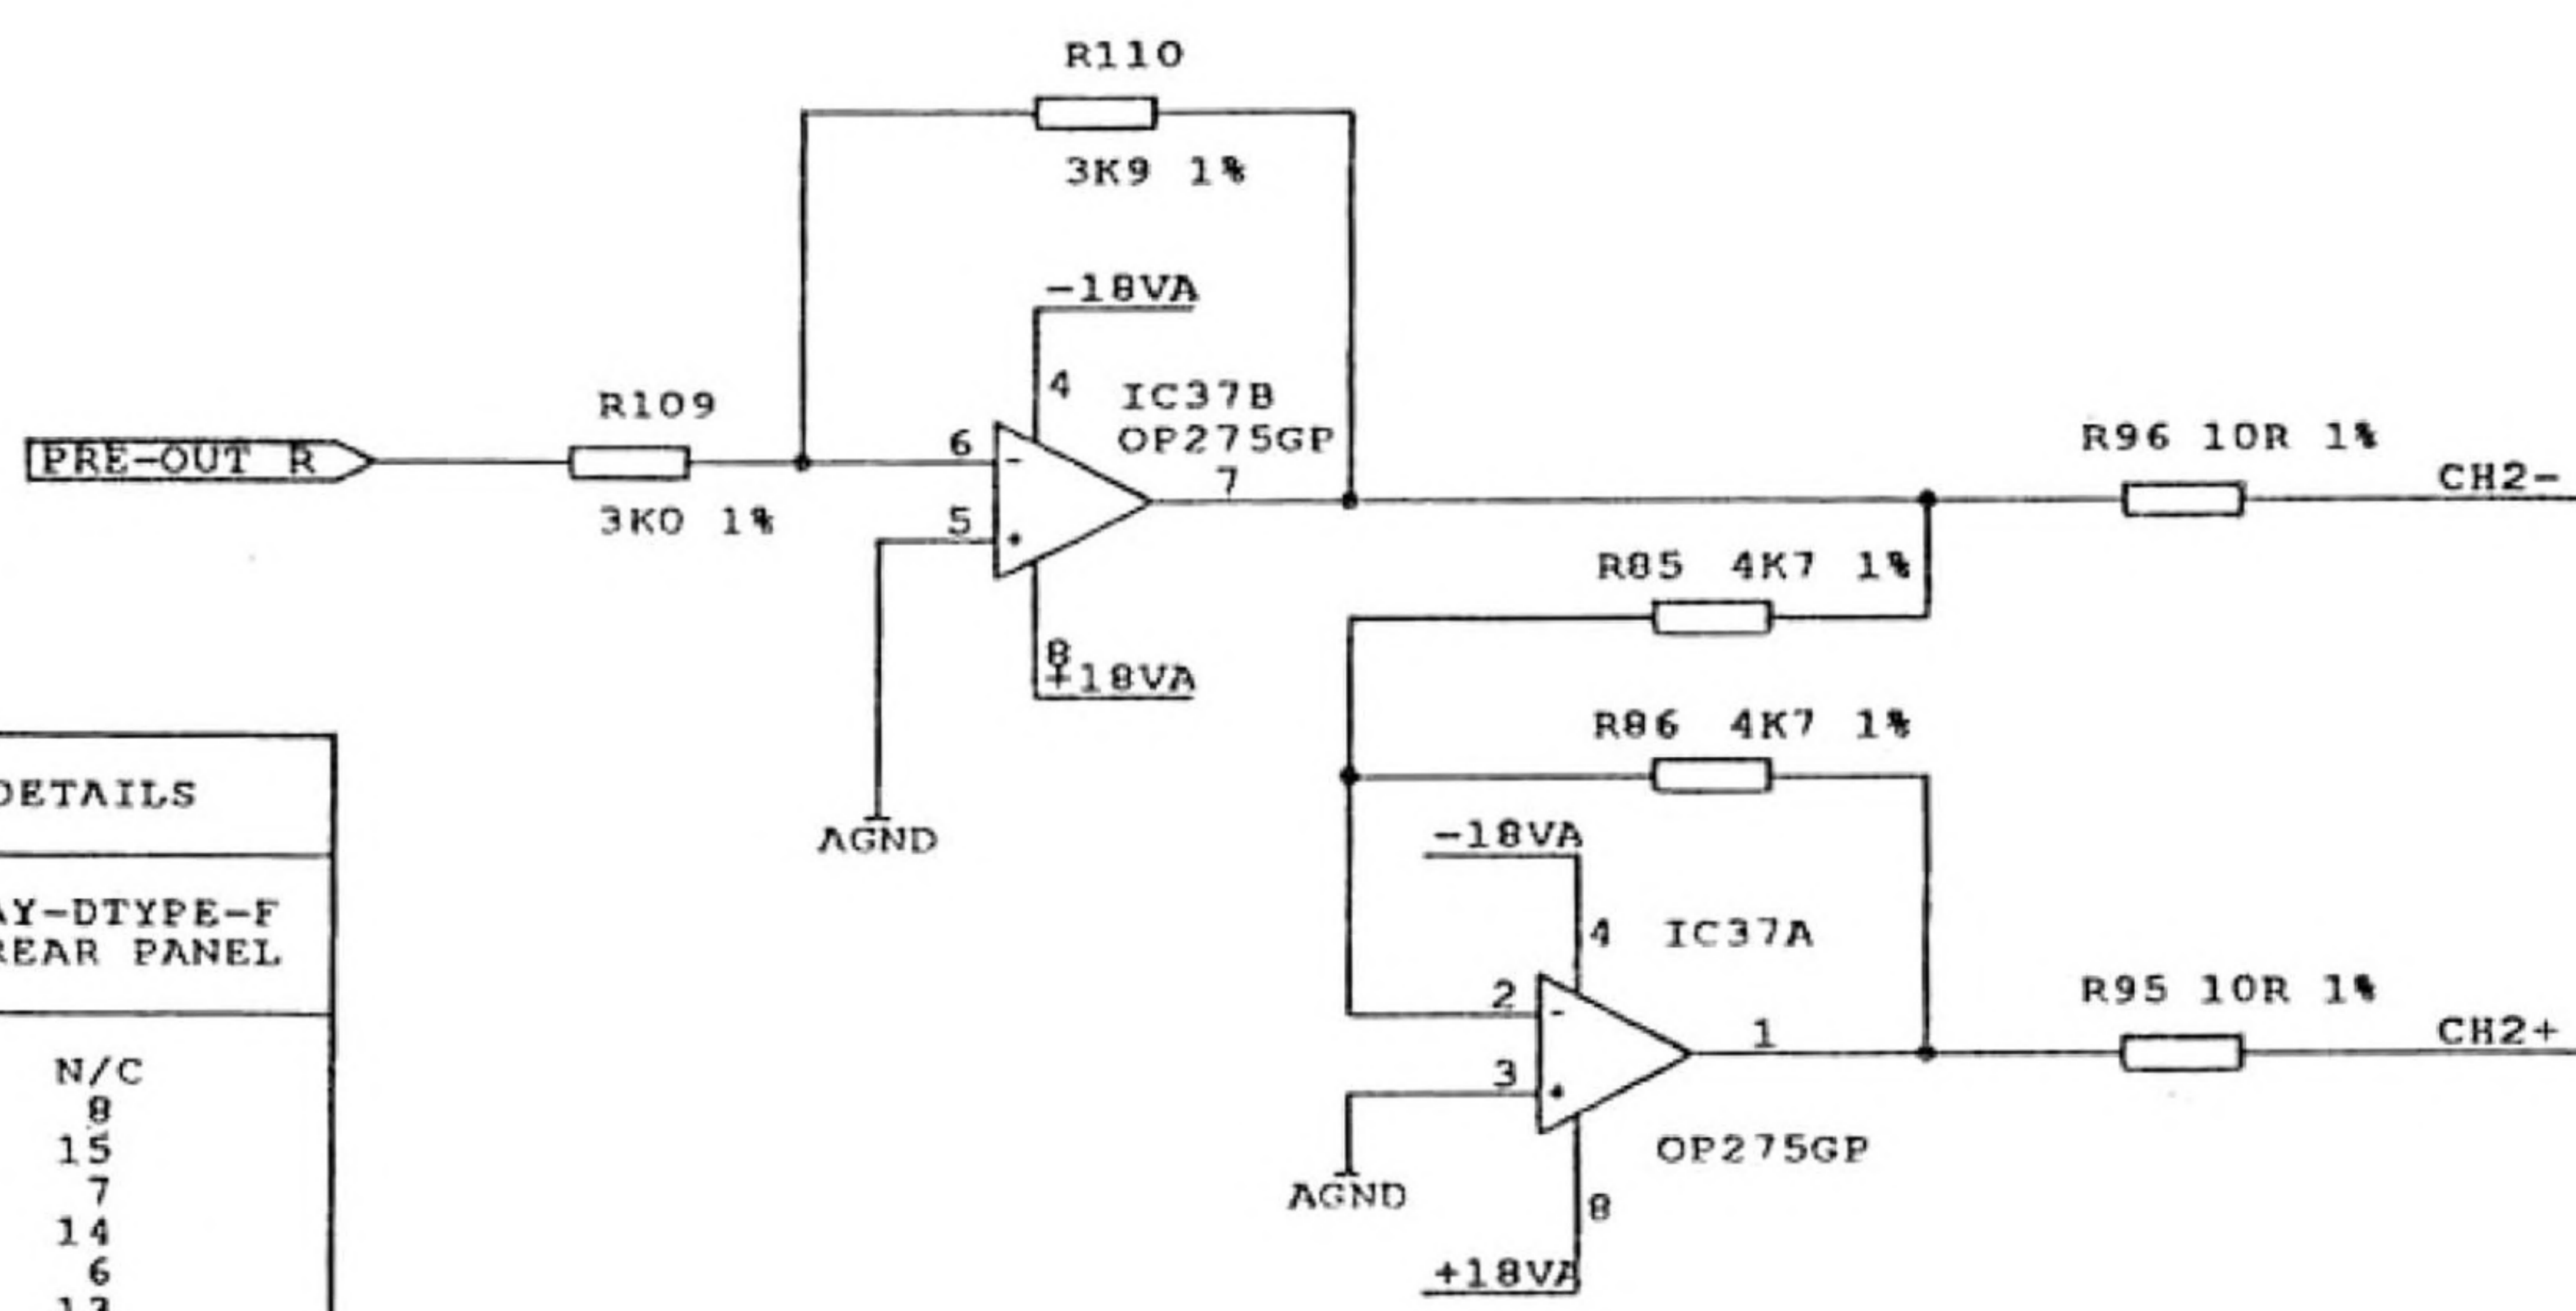 R110
3K9 1%
-18VA
4 IC37B
OP275GP
R109
PRE-OUT R
6
7
5
3K0 1%
R96 10R 1%
CH2-
R85 4K7 1%
8
+18VA
R86 4K7 1%
DETAILS
AGND
-18VA
AY-DTYPE-F
REAR PANEL
4 IC37A
2
1
3
R95 10R 1%
CH2+
OP275GP
N/C
8
15
7
14
6
AGND
8
+18VA